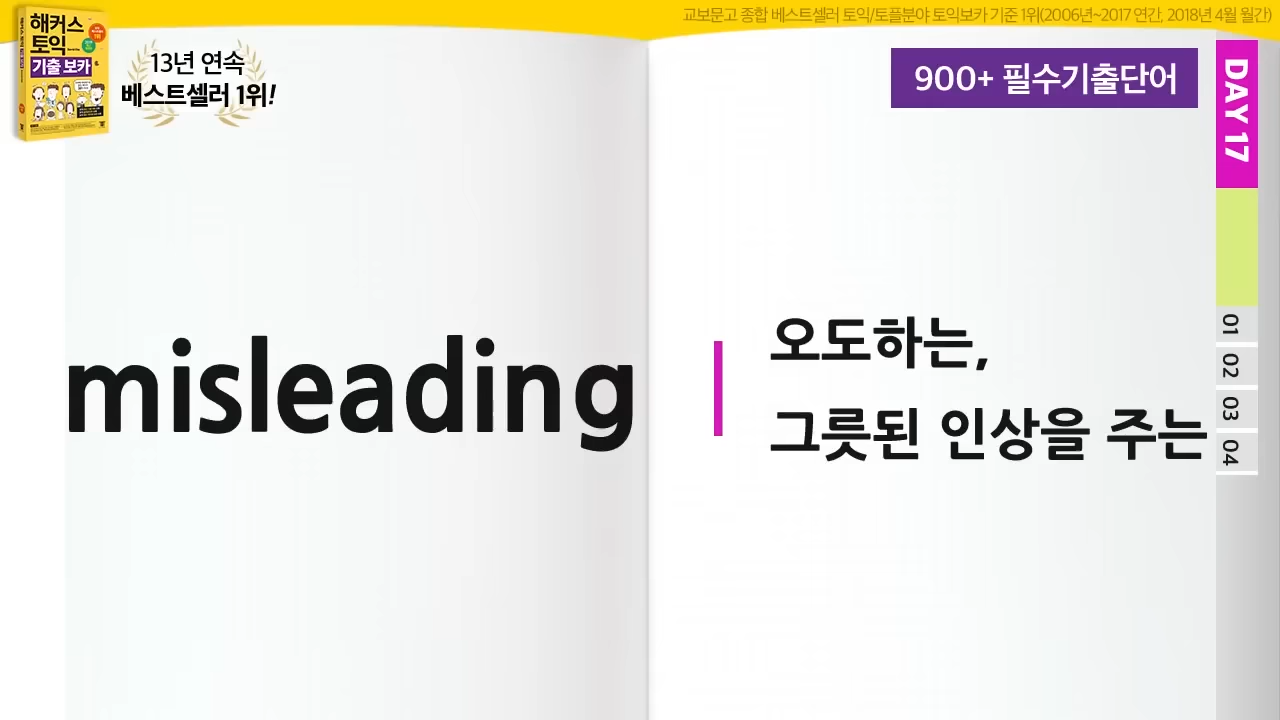 교보문고 종합 베스트셀러 토익/토플분야 토익보카 기준 1위(2006년~2017 연간, 2018년 4월 월간)
해커스
토익
기출 보카
13년 연속
베스트셀러 1위!
900+ 필수기출단어
DAY 17
misleading
오도하는,
그릇된 인상을 주는
01
02
03
04